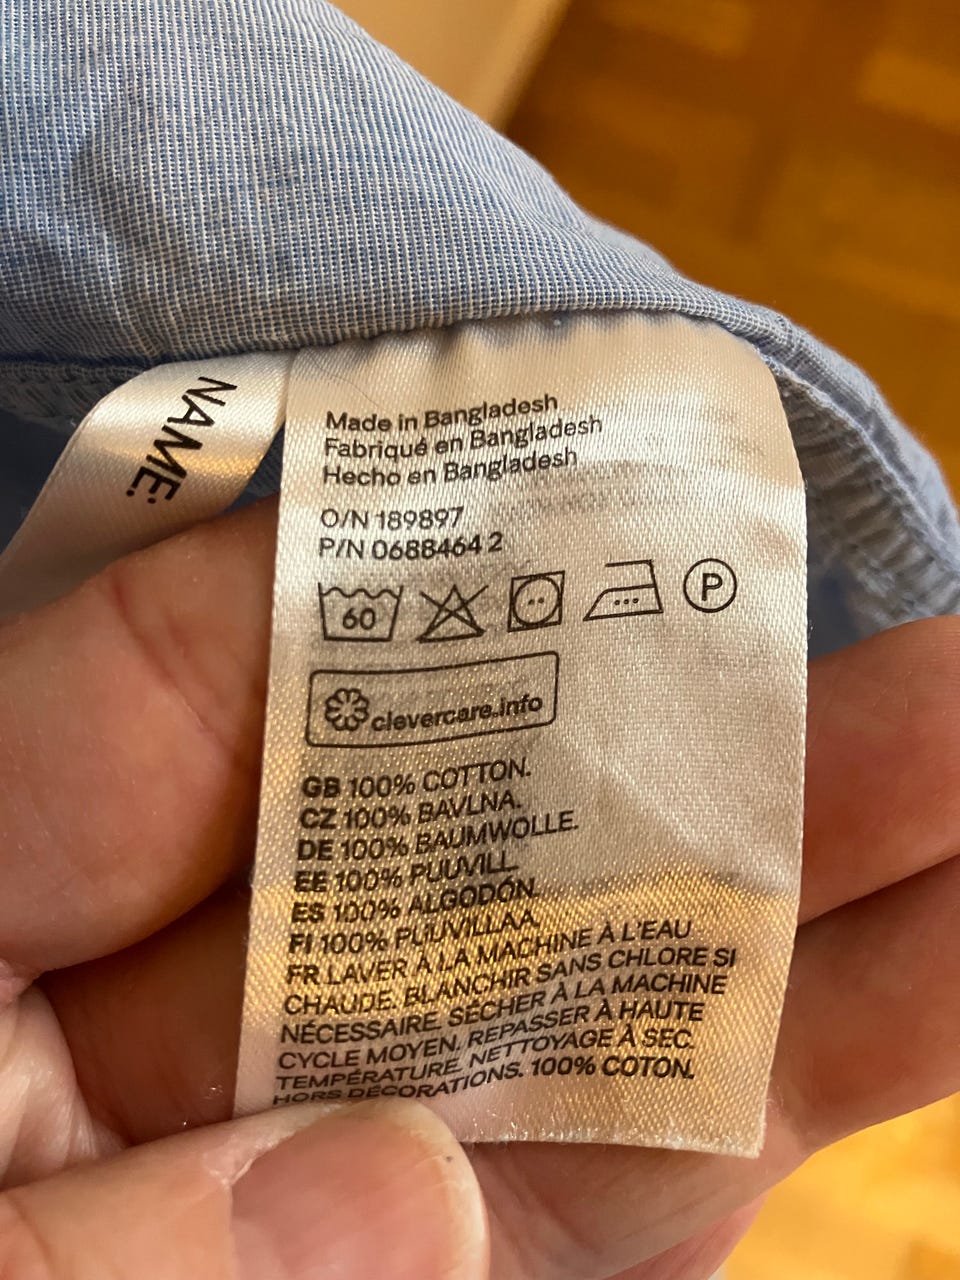 NAME:
Made in Bangladesh
Fabriqué en Bangladesh
Hecho en Bangladesh
O/N 189897
P/N 0688464 2
60
P
clevercare.info
GB 100% COTTON.
CZ 100% BAVLNA.
DE 100% BAUMWOLLE.
EE 100% PUUVILL.
ES 100% ALGODÓN.
FI 100% PUUVILLAA.
FR LAVER À LA MACHINE À L'EAU
CHAUDE. BLANCHIR SANS CHLORE SI
NÉCESSAIRE. SÉCHER À LA MACHINE
CYCLE MOYEN. REPASSER À HAUTE
TEMPÉRATURE. NETTOYAGE À SEC.
HORS DÉCORATIONS. 100% COTON.